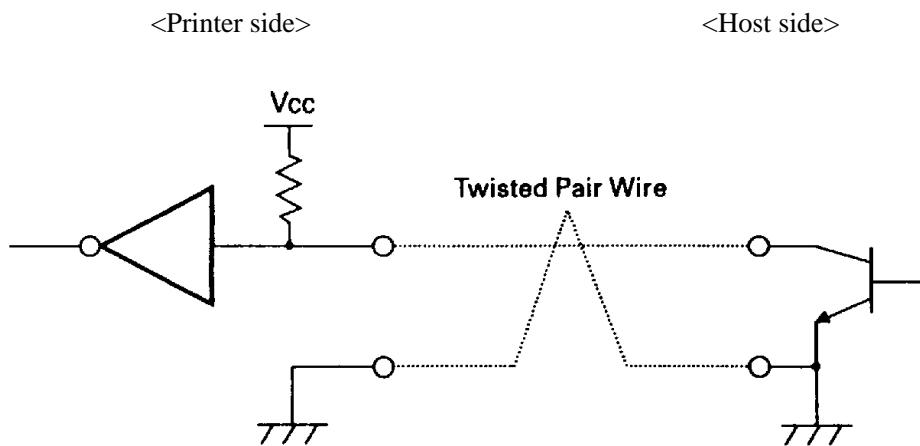 <Printer side> <Host side>
Vcc
Twisted Pair Wire